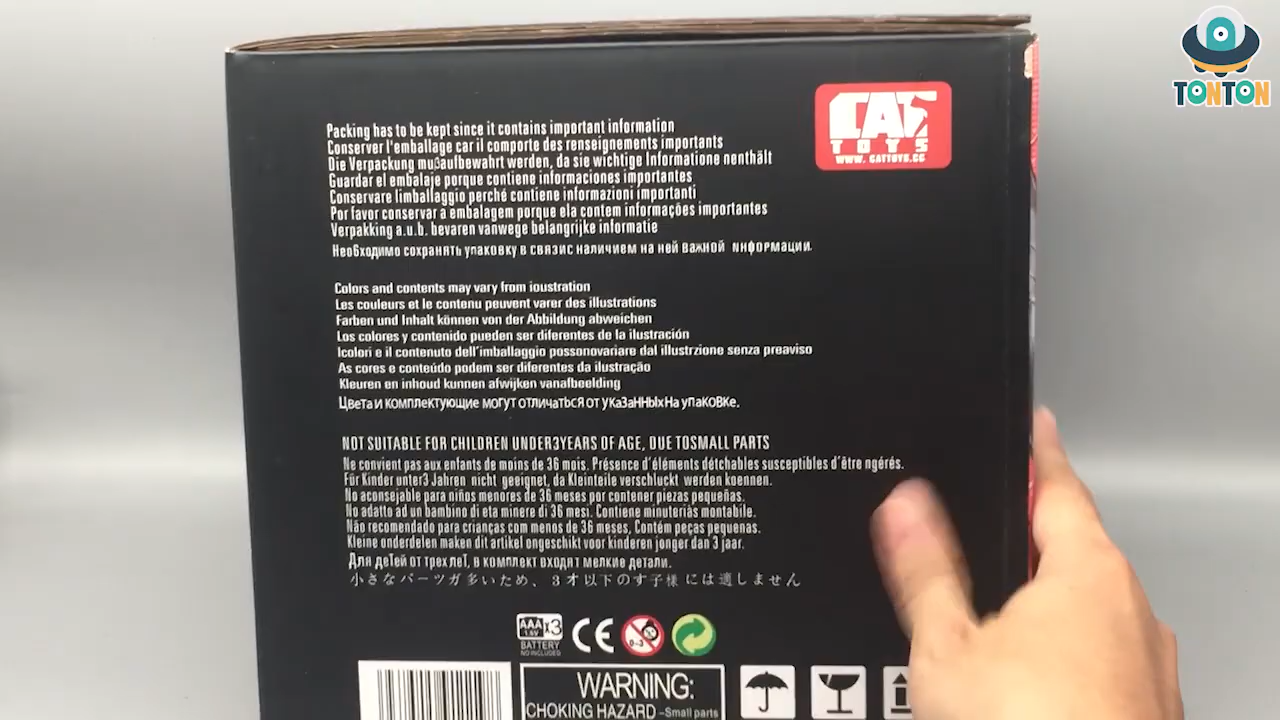 TONTON
CAT
TOYS
WWW. CATTOYS.CC
Packing has to be kept since it contains important information
Conserver l'emballage car il comporte des renseignements importants
Die Verpackung mußaufbewahrt werden, da sie wichtige Informatione nenthält
Guardar el embalaje porque contiene informaciones importantes
Conservare limballaggio perché contiene informazioni importanti
Por favor conservar a embalagem porque ela contem informações importantes
Verpakking a.u.b. bevaren vanwege belangrijke informatie
Необходимо сохранять упаковку в связис наличием на ней важной информации.
Colors and contents may vary from ioustration
Les couleurs et le contenu peuvent varer des illustrations
Farben und Inhalt können von der Abbildung abweichen
Los colores y contenido pueden ser diferentes de la ilustración
Icolori e il contenuto dell'imballaggio possonovariare dal illustrzione senza preaviso
As cores e conteúdo podem ser diferentes da ilustração
Kleuren en inhoud kunnen afwijken vanafbeelding
Цвета и комплектующие могут отличаться от указанных На упаковке.
NOT SUITABLE FOR CHILDREN UNDER3YEARS OF AGE, DUE TOSMALL PARTS
Ne convient pas aux enfants de moins de 36 mois. Présence d'éléments détchables susceptibles d'être ngérés.
Für Kinder unter3 Jahren nicht geeignet, da Kleinteile verschluckt werden koennen.
No aconsejable para niños menores de 36 meses por contener piezas pequeñas.
No adatto ad un bambino di eta minere di 36 mesi. Contiene minuterias montabile.
Não recomendado para crianças com menos de 36 meses, Contém peças pequenas.
Kleine onderdelen maken dit artikel ongeschikt voor kinderen jonger dan 3 jaar.
Для детей от трех лет, в комплект входят мелкие детали.
小さなパーツガ多いため、3才以下のす子様には適しません
AAA x3
1.5V
BATTERY
NO INCLUDED
CE
0-3
WARNING:
CHOKING HAZARD -Small parts